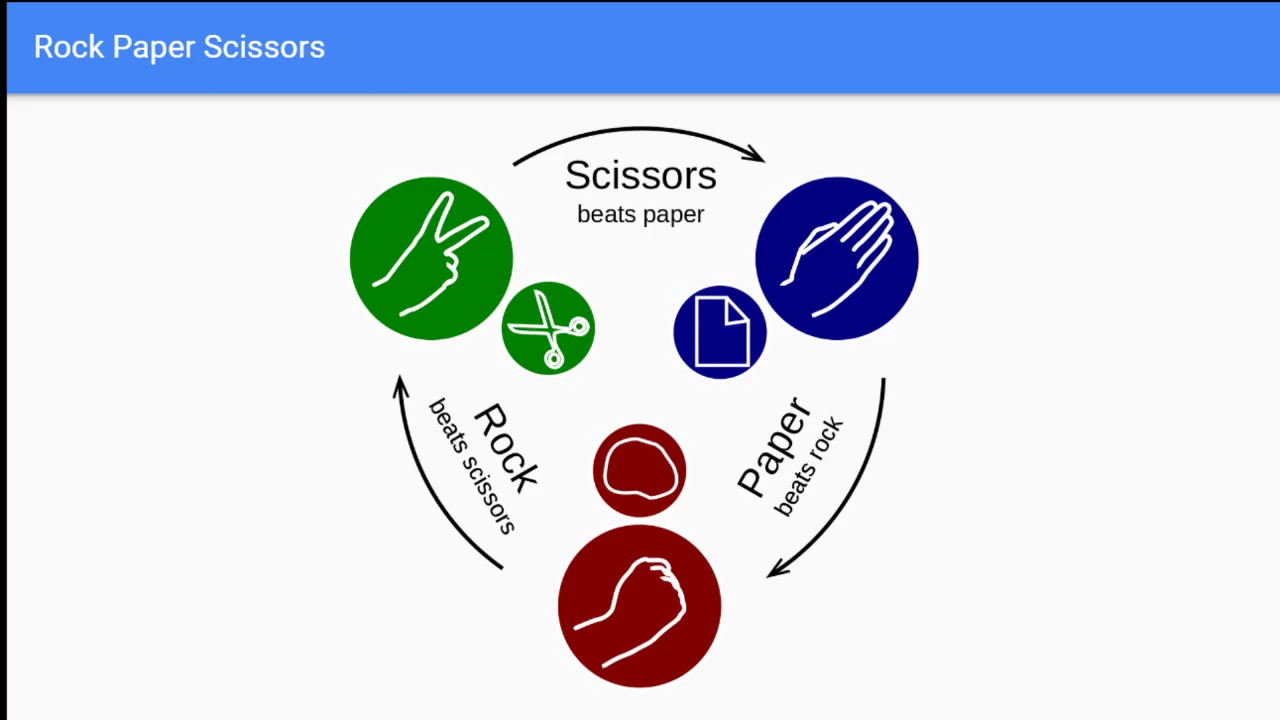 Rock Paper Scissors
Scissors
beats paper
Rock
beats scissors
Paper
beats rock